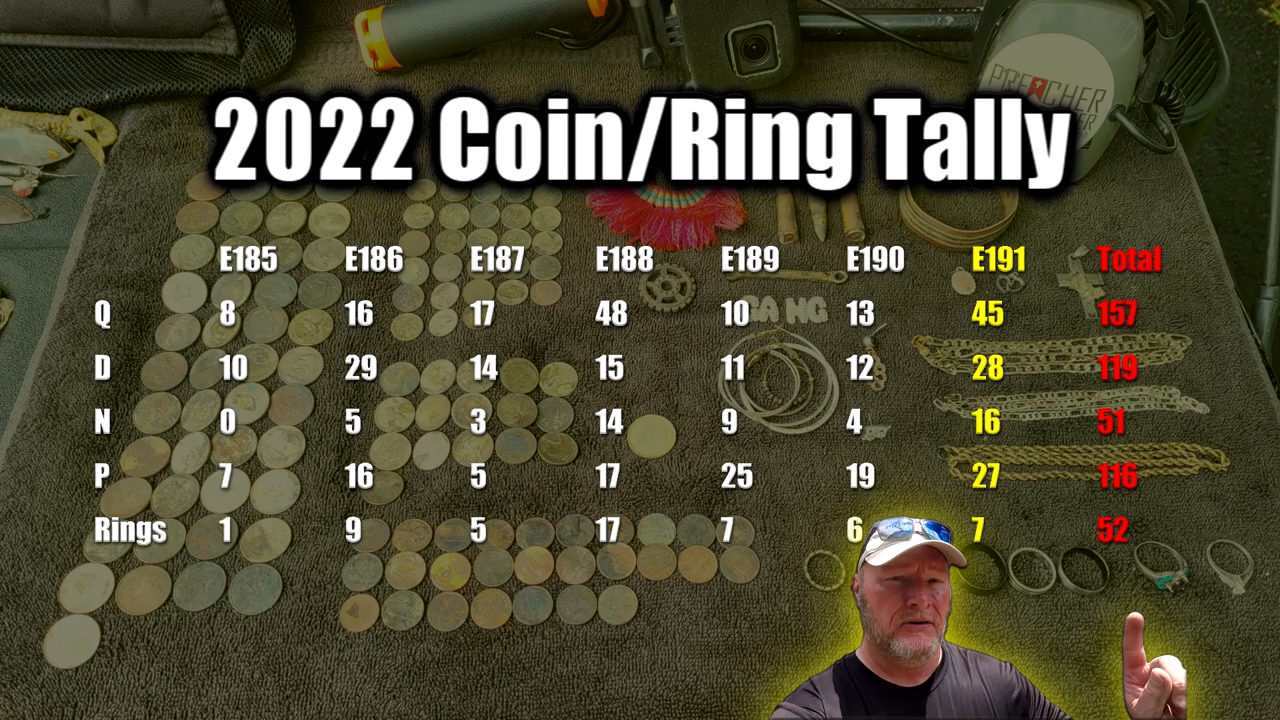 PREACHER
2022 Coin/Ring Tally
E185 E186 E187 E188 E189 E190 E191 Total
Q 8 16 17 48 10 13 45 157
D 10 29 14 15 11 12 28 119
N 0 5 3 14 9 4 16 51
P 7 16 5 17 25 19 27 116
Rings 1 9 5 17 7 6 7 52